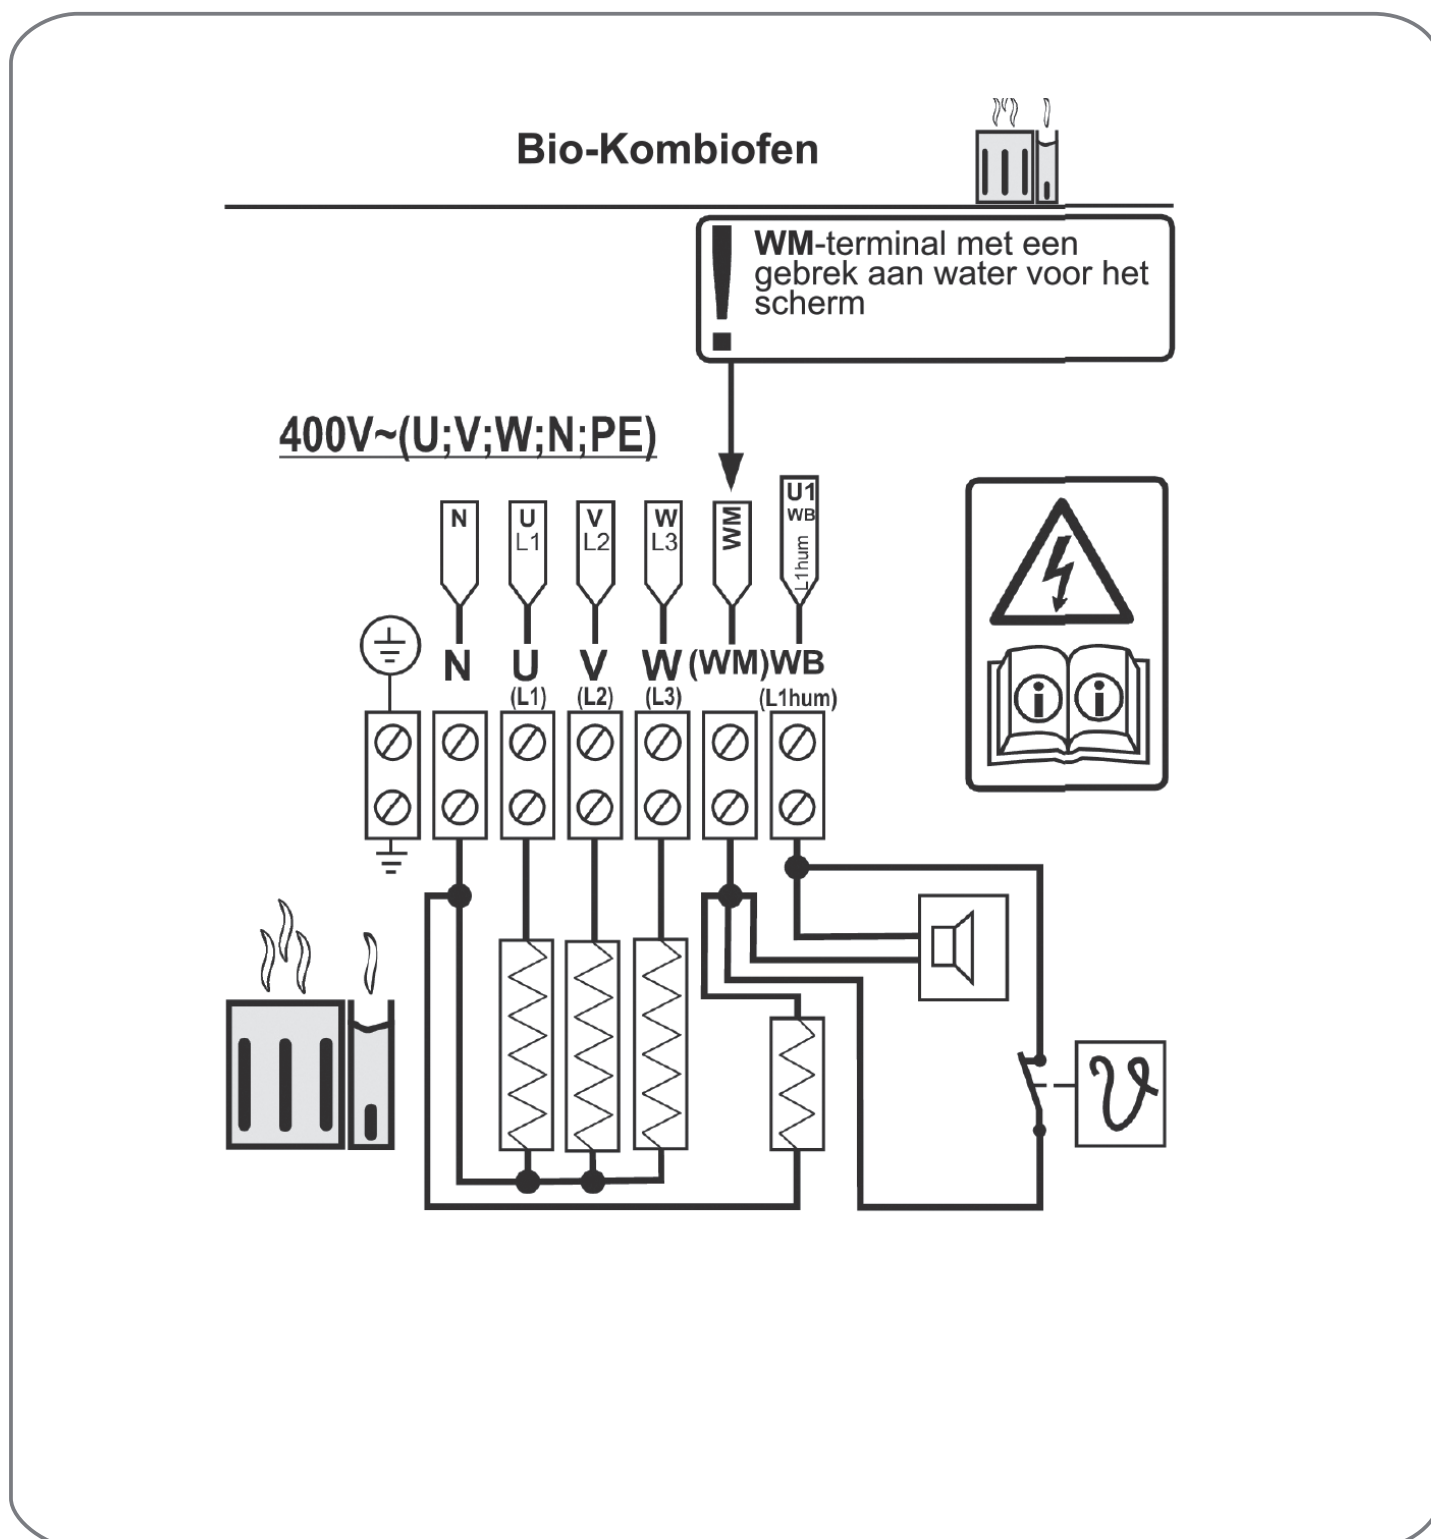 Bio-Kombiofen
WM-terminal met een
gebrek aan water voor het
scherm
400V~(U;V;W;N;PE)
N
U
L1
V
L2
W
L3
WM
U1
WB
L1hum
N U V W (WM) WB
(L1) (L2) (L3) (L1hum)